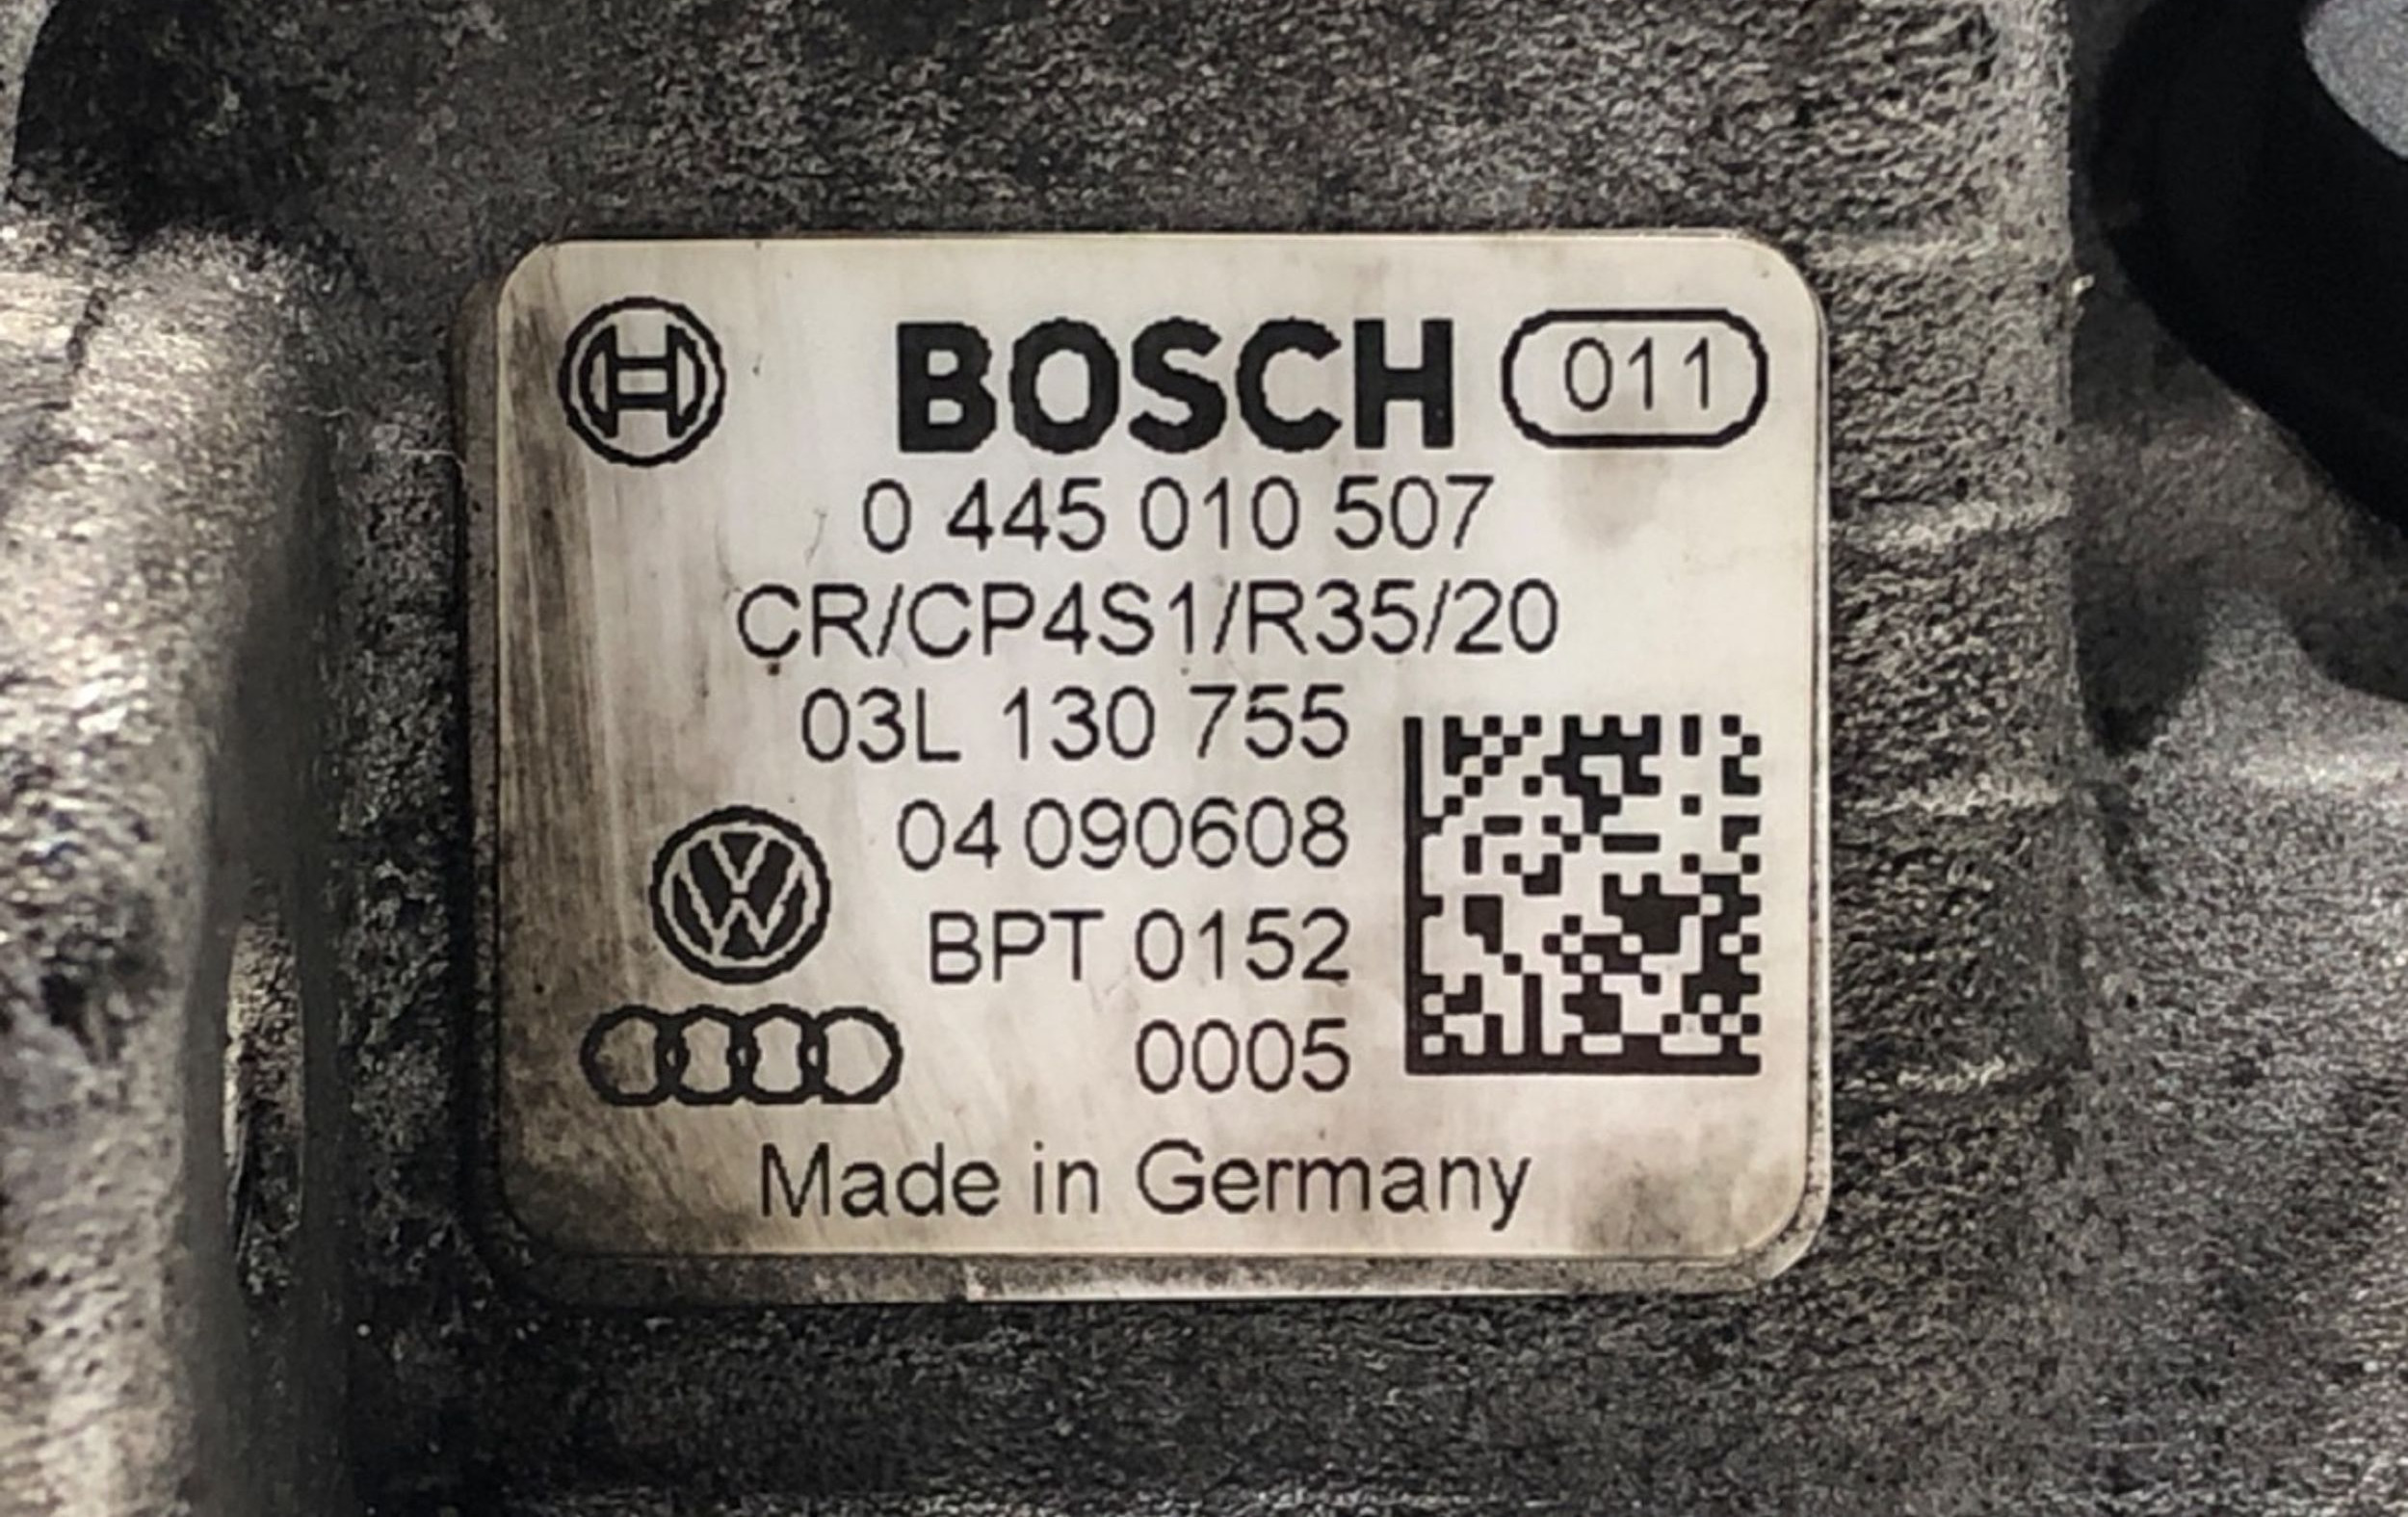 BOSCH 011
0 445 010 507
CR/CP4S1/R35/20
03L 130 755
04 090608
BPT 0152
0005
Made in Germany